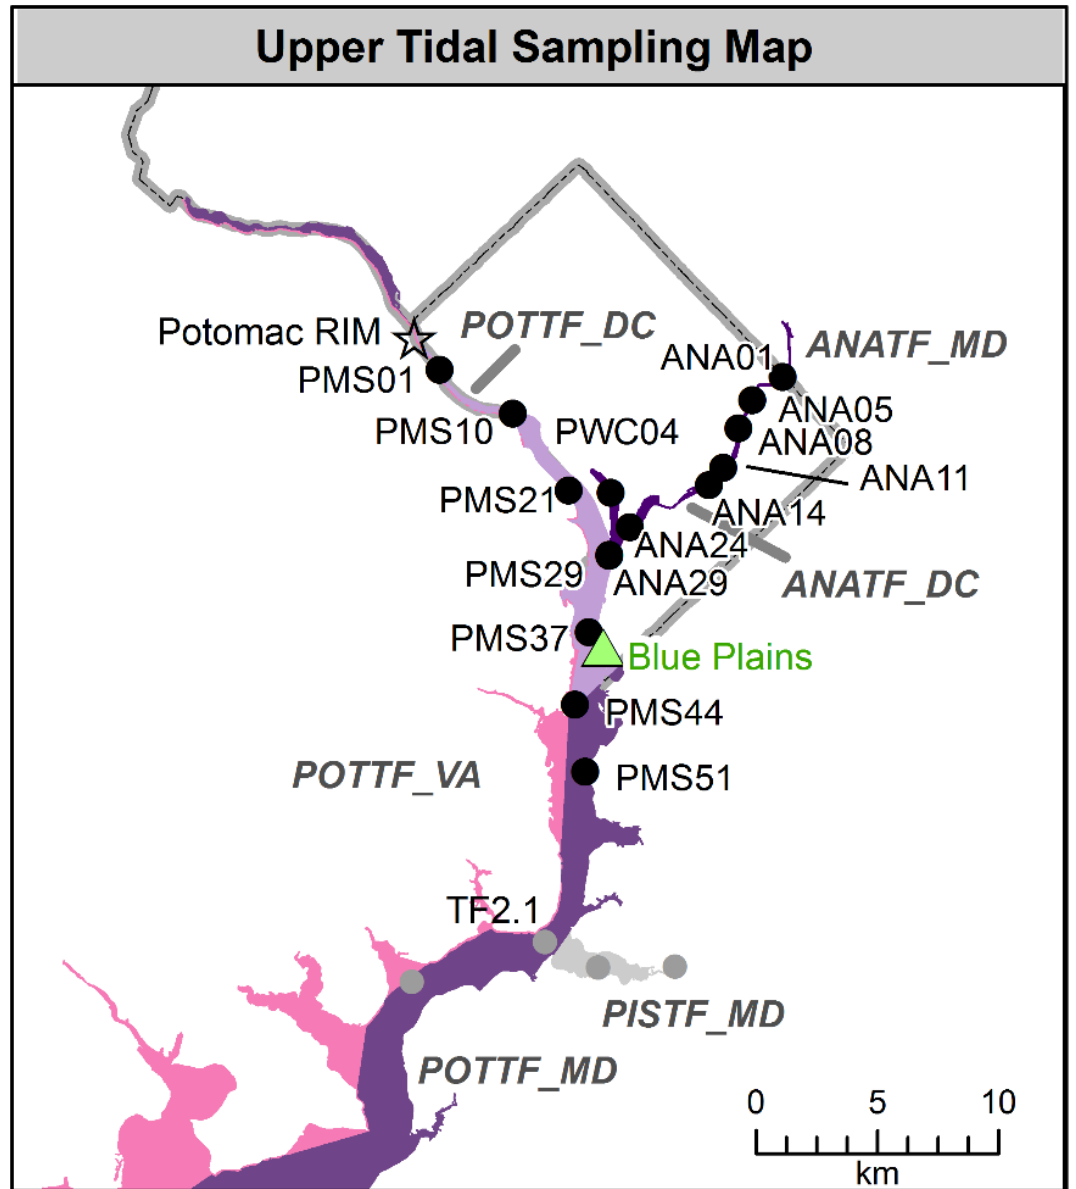 Upper Tidal Sampling Map
Potomac RIM
POTTF_DC
ANATF_MD
ANA01
PMS01
ANA05
PMS10
PWC04
ANA08
ANA11
PMS21
ANA14
ANA24
PMS29
ANA29
ANATF_DC
PMS37
Blue Plains
PMS44
POTTF_VA
PMS51
TF2.1
PISTF_MD
POTTF_MD
0 5 10
km